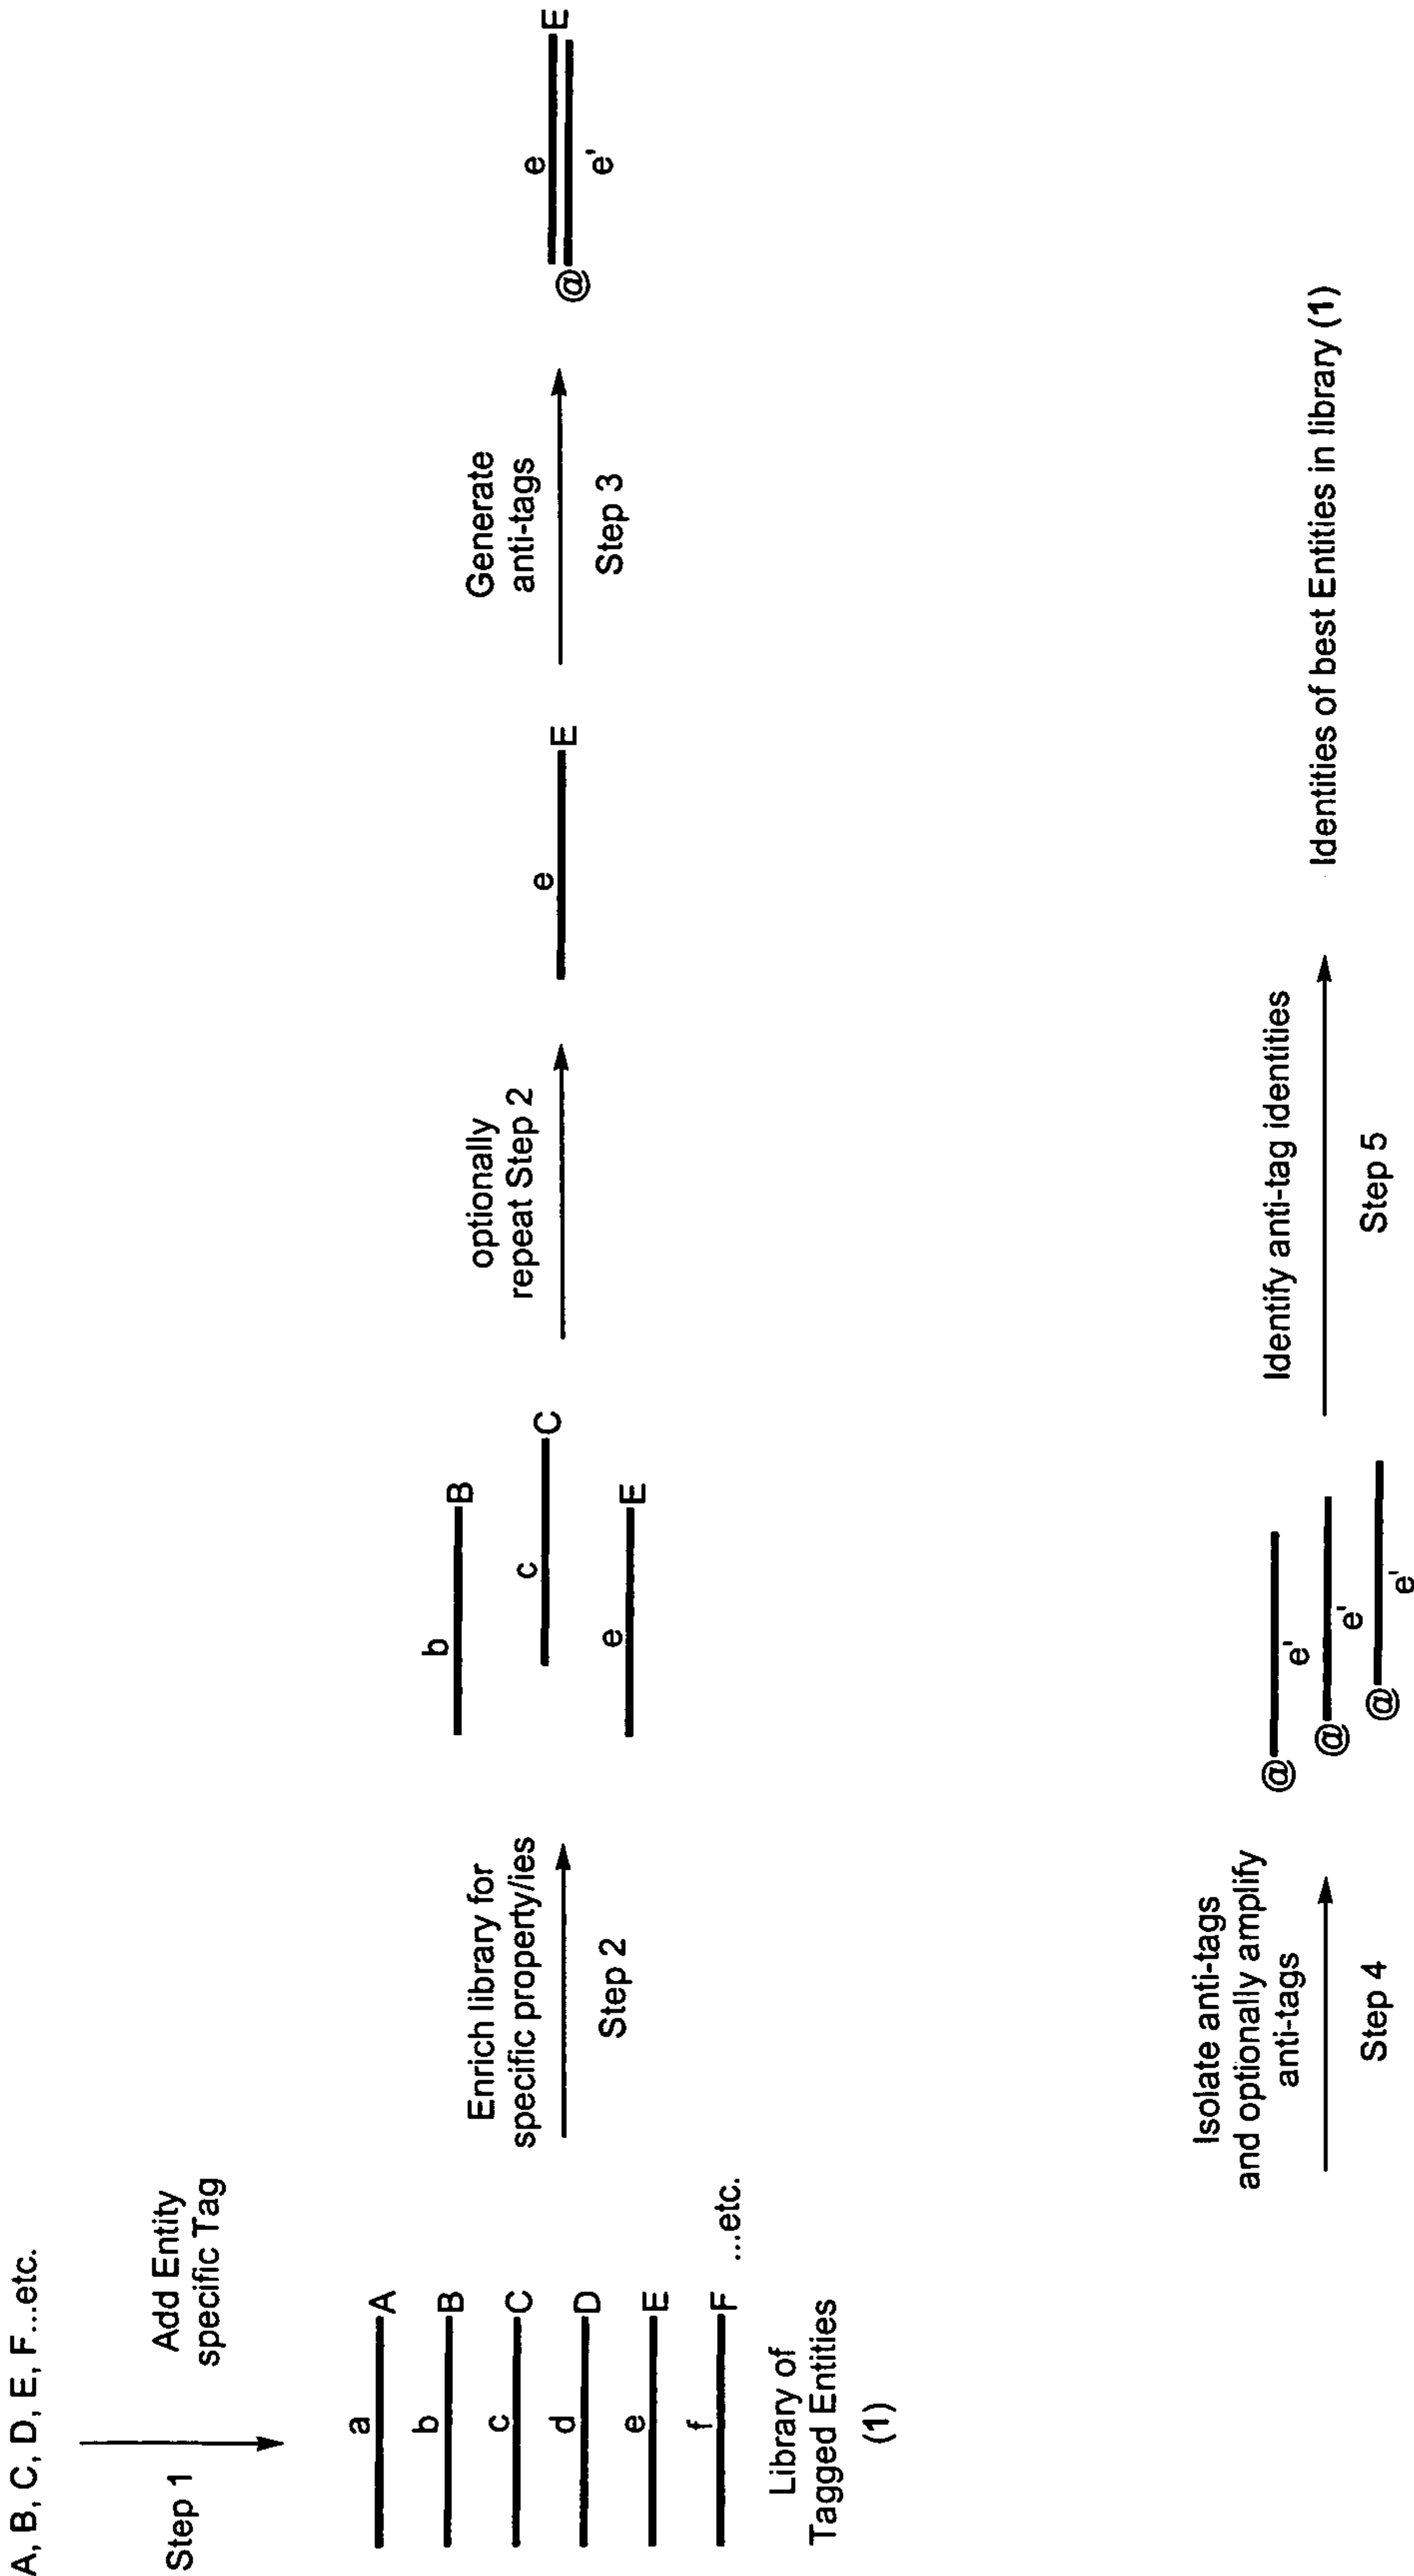 A, B, C, D, E, F...etc.
Step 1
Add Entity
specific Tag
a
A
b
B
c
C
d
D
e
E
f
F
...etc.
Library of
Tagged Entities
(1)
Enrich library for
specific property/ies
Step 2
b
B
c
C
e
E
optionally
repeat Step 2
e
E
Generate
anti-tags
Step 3
e
E
@
e'
Isolate anti-tags
and optionally amplify
anti-tags
Step 4
@
e'
@
e'
@
e'
Identify anti-tag identities
Step 5
Identities of best Entities in library (1)